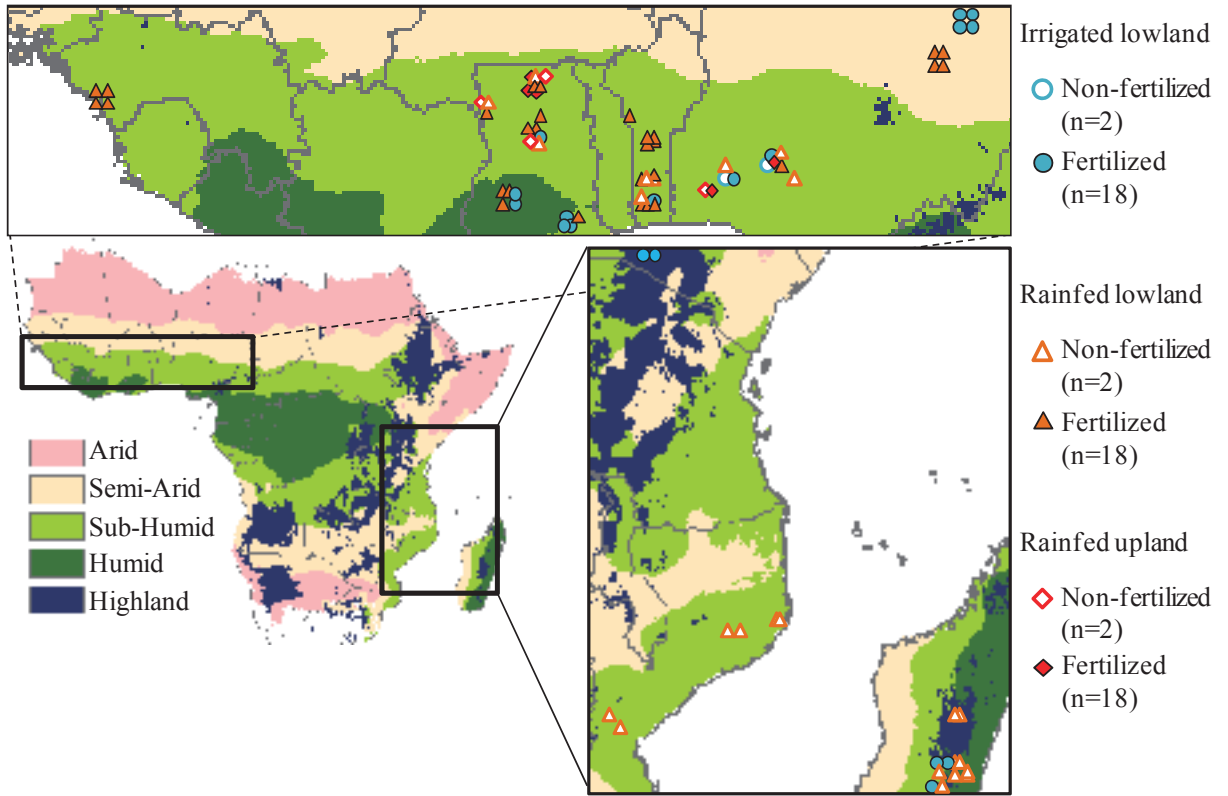 Irrigated lowland
Non-fertilized
(n=2)
Fertilized
(n=18)
Rainfed lowland
Non-fertilized
(n=2)
Fertilized
(n=18)
Rainfed upland
Non-fertilized
(n=2)
Fertilized
(n=18)
Arid
Semi-Arid
Sub-Humid
Humid
Highland